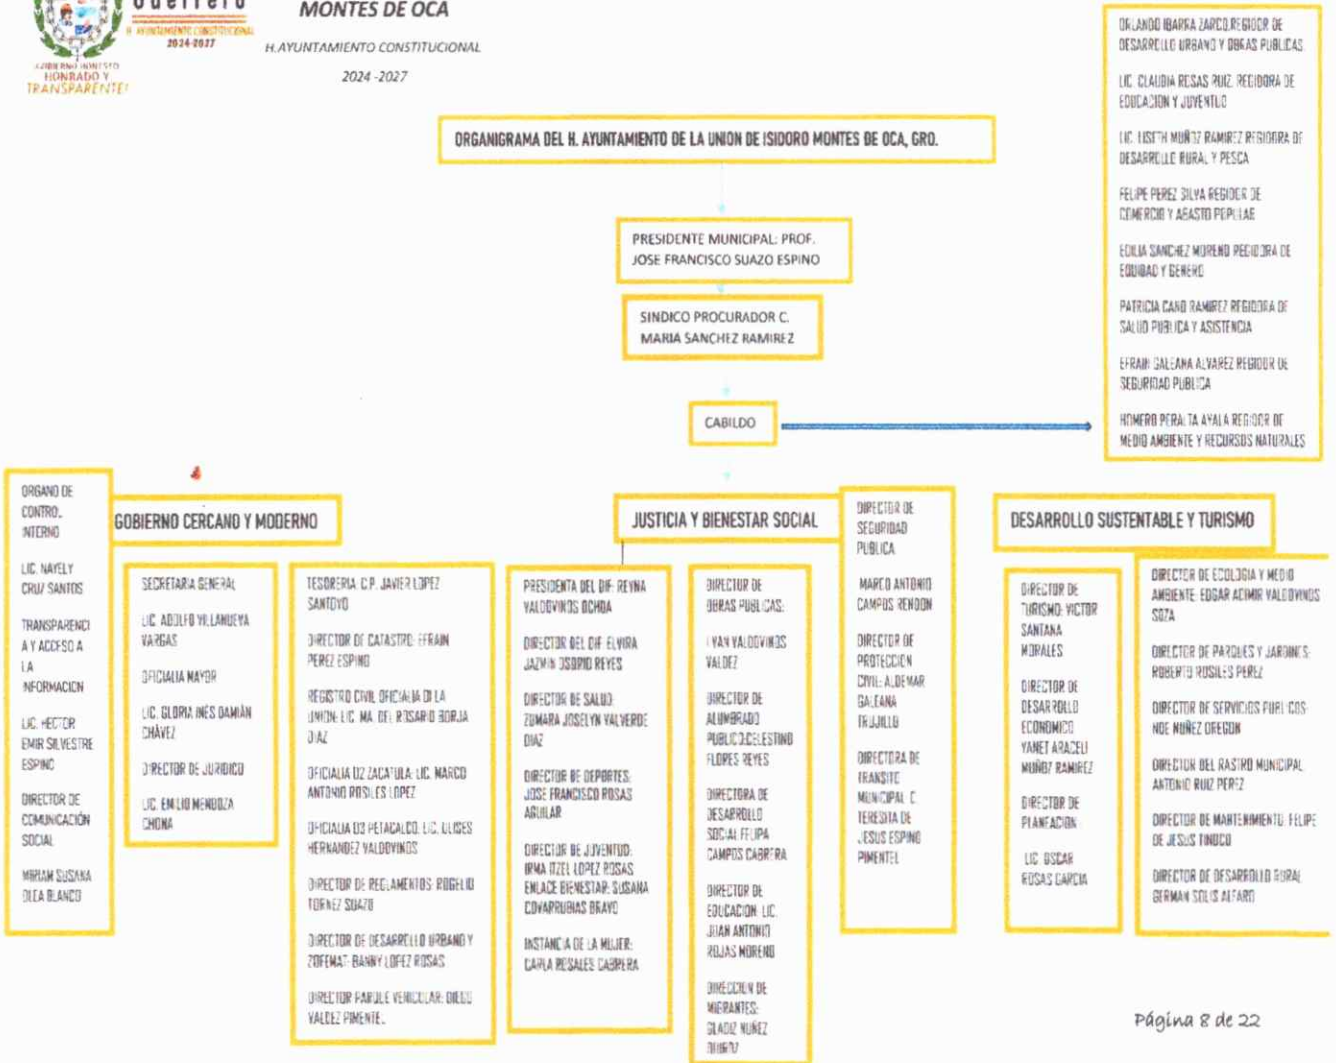 Guerrero
H. AYUNTAMIENTO CONSTITUCIONAL
2024-2027
GOBIERNO HONESTO
HONRADO Y
TRANSPARENTE!
MONTES DE OCA
H.AYUNTAMIENTO CONSTITUCIONAL
2024 -2027
ORLANDO IBARRA ZARCO.REGIDOR DE
DESARROLLO URBANO Y OBRAS PUBLICAS.
LIC. CLAUDIA ROSAS RUIZ. REGIDORA DE
EDUCACION Y JUVENTUD
LIC. LISETH MUÑOZ RAMIREZ REGIDORA DE
DESARROLLO RURAL Y PESCA
FELIPE PEREZ SILVA REGIDOR DE
COMERCIO Y ABASTO POPULAR
EDILIA SANCHEZ MORENO REGIDORA DE
EQUIDAD Y GENERO
PATRICIA CANO RAMIREZ REGIDORA DE
SALUD PUBLICA Y ASISTENCIA
EFRAIN GALEANA ALVAREZ REGIDOR DE
SEGURIDAD PUBLICA
HOMERO PERALTA AYALA REGIDOR DE
MEDIO AMBIENTE Y RECURSOS NATURALES
ORGANIGRAMA DEL H. AYUNTAMIENTO DE LA UNION DE ISIDORO MONTES DE OCA, GRO.
PRESIDENTE MUNICIPAL: PROF.
JOSE FRANCISCO SUAZO ESPINO
SINDICO PROCURADOR C.
MARIA SANCHEZ RAMIREZ
CABILDO
ORGANO DE
CONTROL
INTERNO
LIC. NAYELY
CRUZ SANTOS
TRANSPARENCI
A Y ACCESO A
LA
INFORMACION
LIC. HECTOR
EMIR SILVESTRE
ESPINO
DIRECTOR DE
COMUNICACIÓN
SOCIAL
MIRIAM SUSANA
OLEA BLANCO
GOBIERNO CERCANO Y MODERNO
SECRETARIA GENERAL
LIC. ADOLFO VILLANUEVA
VARGAS
OFICIALIA MAYOR
LIC. GLORIA INÉS DAMIÁN
CHÁVEZ
DIRECTOR DE JURIDICO
LIC. EMILIO MENDOZA
CHONA
TESORERIA. C.P. JAVIER LOPEZ
SANTOYO
DIRECTOR DE CATASTRO: EFRAIN
PEREZ ESPINO
REGISTRO CIVIL OFICIALIA 01 LA
UNION: LIC. MA. DEL ROSARIO BORJA
DIAZ
OFICIALIA 02 ZACATULA: LIC. MARCO
ANTONIO ROSILES LOPEZ
OFICIALIA 03 PETACALCO. LIC. ULISES
HERNANDEZ VALDOVINOS
DIRECTOR DE REGLAMENTOS: ROGELIO
TORNEZ SUAZO
DIRECTOR DE DESARROLLO URBANO Y
ZOFEMAT: BANNY LOPEZ ROSAS
DIRECTOR PARQUE VEHICULAR: DIEGO
VALDEZ PIMENTEL
JUSTICIA Y BIENESTAR SOCIAL
PRESIDENTA DEL DIF: REYNA
VALDOVINOS OCHOA
DIRECTOR DEL DIF ELVIRA
JAZMIN OSORIO REYES
DIRECTOR DE SALUD:
ZUMARA JOSELYN VALVERDE
DIAZ
DIRECTOR DE DEPORTES:
JOSE FRANCISCO ROSAS
AGUILAR
DIRECTOR DE JUVENTUD:
IRMA ITZEL LOPEZ ROSAS
ENLACE BIENESTAR: SUSANA
COVARRUBIAS BRAVO
INSTANCIA DE LA MUJER:
CARLA ROSALES CABRERA
DIRECTOR DE
OBRAS PUBLICAS:
IVAN VALDOVINOS
VALDEZ
DIRECTOR DE
ALUMBRADO
PUBLICO:CELESTINO
FLORES REYES
DIRECTORA DE
DESARROLLO
SOCIAL FELIPA
CAMPOS CABRERA
DIRECTOR DE
EDUCACION: LIC.
JUAN ANTONIO
ROJAS MORENO
DIRECCION DE
MIGRANTES:
GLADIZ NUÑEZ
QUIROZ
DIRECTOR DE
SEGURIDAD
PUBLICA
MARCO ANTONIO
CAMPOS RENDON
DIRECTOR DE
PROTECCION
CIVIL: ALDEMAR
GALEANA
TRUJILLO
DIRECTORA DE
TRANSITO
MUNICIPAL C.
TERESITA DE
JESUS ESPINO
PIMENTEL
DESARROLLO SUSTENTABLE Y TURISMO
DIRECTOR DE
TURISMO: VICTOR
SANTANA
MORALES
DIRECTOR DE
DESARROLLO
ECONOMICO
YANET ARACELI
MUÑOZ RAMIREZ
DIRECTOR DE
PLANEACION:
LIC. OSCAR
ROSAS GARCIA
DIRECTOR DE ECOLOGIA Y MEDIO
AMBIENTE: EDGAR ACIMIR VALDOVINOS
SOZA
DIRECTOR DE PARQUES Y JARDINES:
ROBERTO ROSILES PEREZ
DIRECTOR DE SERVICIOS PUBLICOS:
NOE NUÑEZ OREGON
DIRECTOR DEL RASTRO MUNICIPAL
ANTONIO RUIZ PEREZ
DIRECTOR DE MANTENIMIENTO: FELIPE
DE JESUS TINOCO
DIRECTOR DE DESARROLLO RURAL
GERMAN SOLIS ALFARO
Página 8 de 22